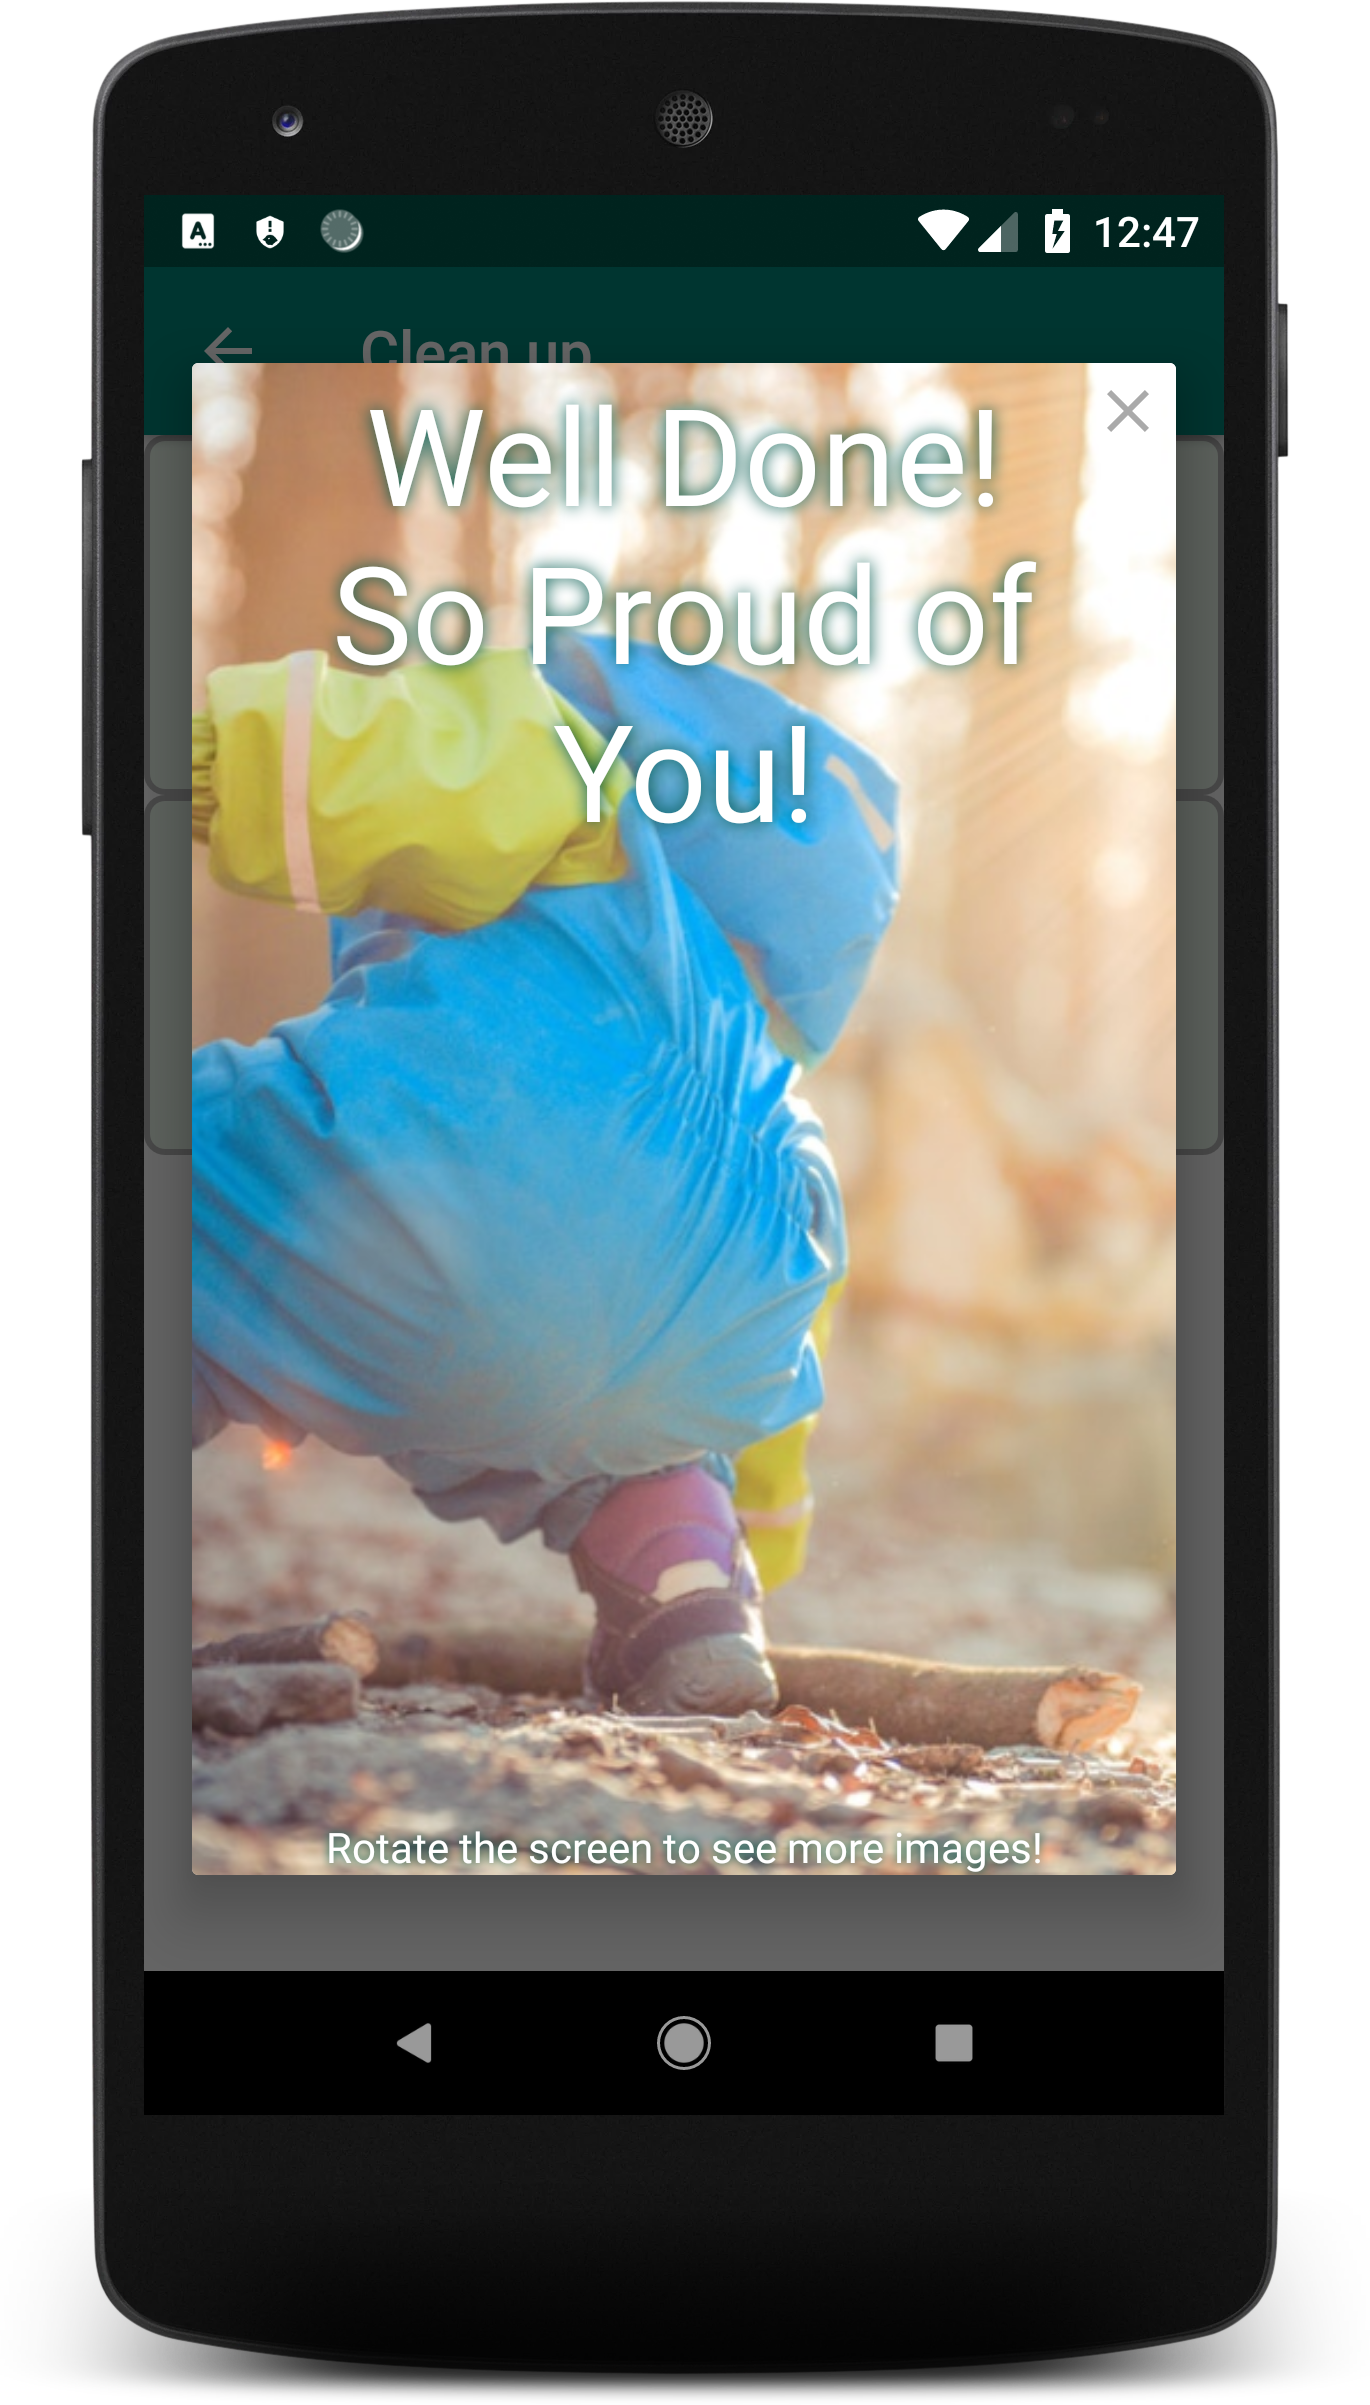 12:47
Clean up
Well Done!
So Proud of
You!
Rotate the screen to see more images!